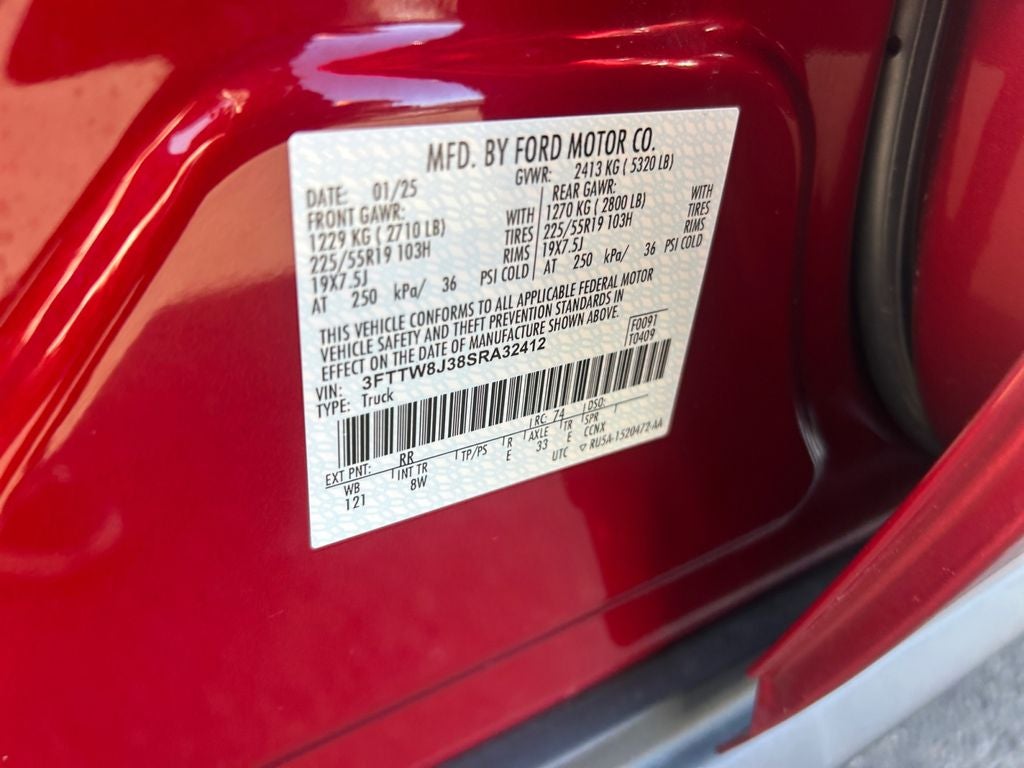 MFD. BY FORD MOTOR CO.
DATE: 01/25 GVWR: 2413 KG ( 5320 LB)
FRONT GAWR: REAR GAWR:
1229 KG ( 2710 LB) WITH 1270 KG ( 2800 LB) WITH
225/55R19 103H TIRES 225/55R19 103H TIRES
19X7.5J RIMS 19X7.5J RIMS
AT 250 kPa/ 36 PSI COLD AT 250 kPa/ 36 PSI COLD
THIS VEHICLE CONFORMS TO ALL APPLICABLE FEDERAL MOTOR
VEHICLE SAFETY AND THEFT PREVENTION STANDARDS IN
EFFECT ON THE DATE OF MANUFACTURE SHOWN ABOVE.
VIN: 3FTTW8J38SRA32412 F0091
TYPE: Truck T0409
EXT PNT: RR RC: 74 DSO:
WB INT TR TP/PS R AXLE TR SPR
121 8W E 33 E CCNX
UTC ▽ RU5A-1520472-AA